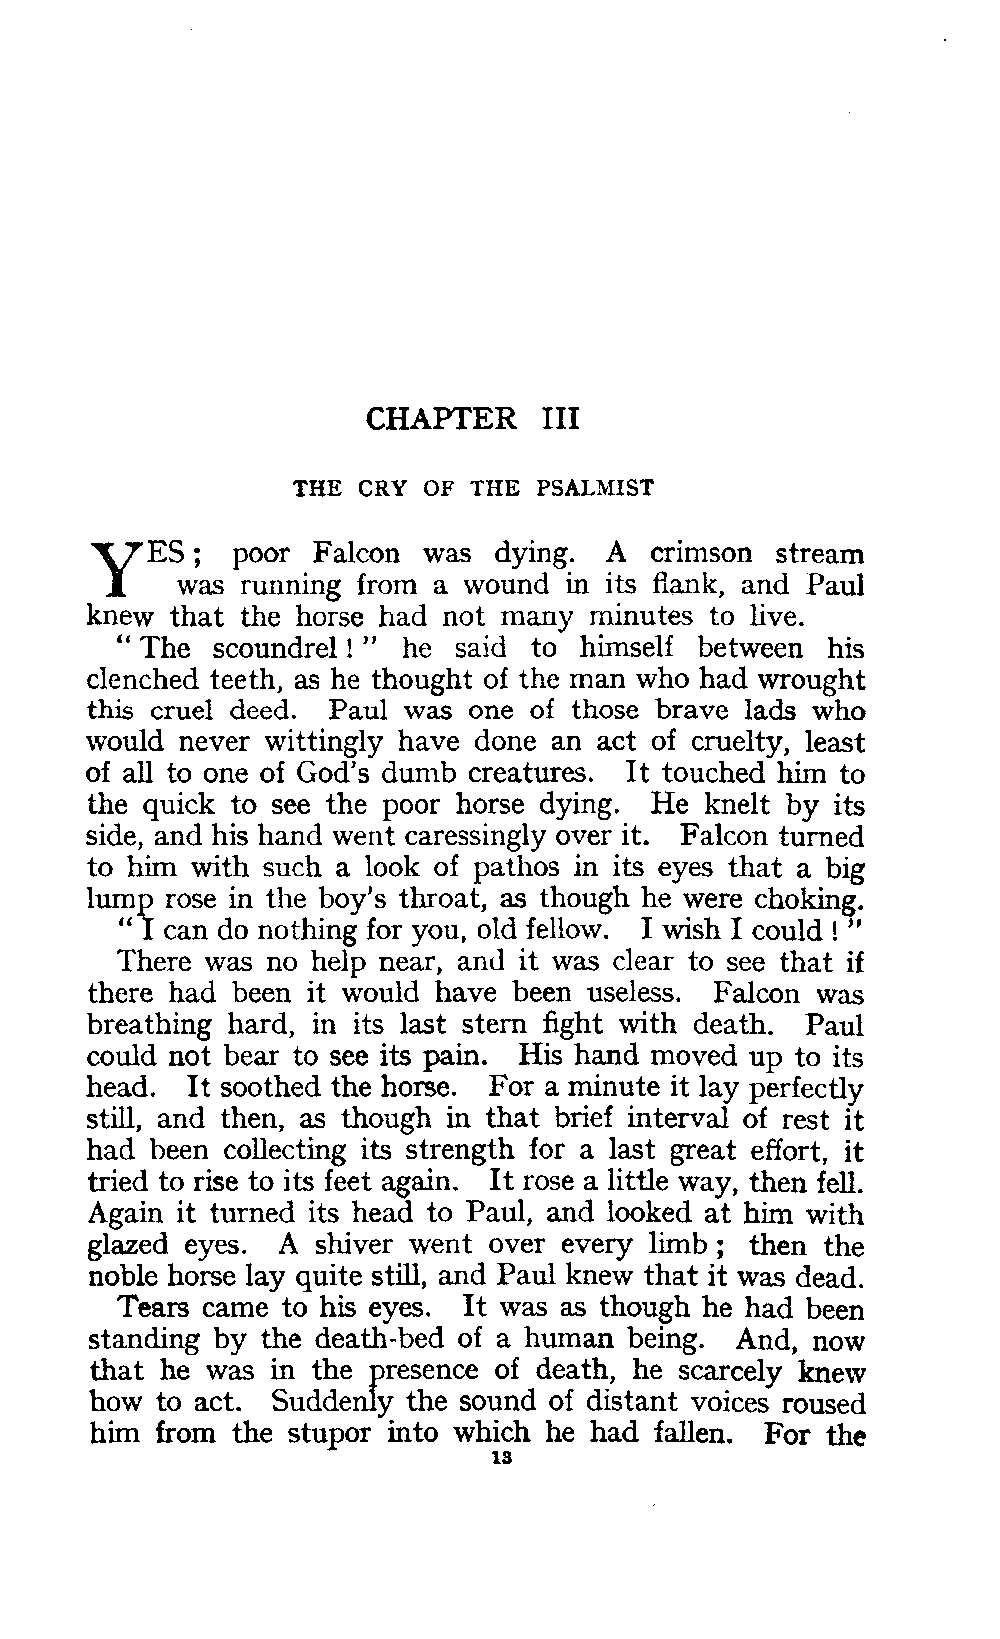 CHAPTER III
THE CRY OF THE PSALMIST
YES; poor Falcon was dying. A crimson stream
was running from a wound in its flank, and Paul
knew that the horse had not many minutes to live.
“ The scoundrel ! ” he said to himself between his
clenched teeth, as he thought of the man who had wrought
this cruel deed. Paul was one of those brave lads who
would never wittingly have done an act of cruelty, least
of all to one of God's dumb creatures. It touched him to
the quick to see the poor horse dying. He knelt by its
side, and his hand went caressingly over it. Falcon turned
to him with such a look of pathos in its eyes that a big
lump rose in the boy's throat, as though he were choking.
“ I can do nothing for you, old fellow. I wish I could ! ”
There was no help near, and it was clear to see that if
there had been it would have been useless. Falcon was
breathing hard, in its last stern fight with death. Paul
could not bear to see its pain. His hand moved up to its
head. It soothed the horse. For a minute it lay perfectly
still, and then, as though in that brief interval of rest it
had been collecting its strength for a last great effort, it
tried to rise to its feet again. It rose a little way, then fell.
Again it turned its head to Paul, and looked at him with
glazed eyes. A shiver went over every limb ; then the
noble horse lay quite still, and Paul knew that it was dead.
Tears came to his eyes. It was as though he had been
standing by the death-bed of a human being. And, now
that he was in the presence of death, he scarcely knew
how to act. Suddenly the sound of distant voices roused
him from the stupor into which he had fallen. For the
13